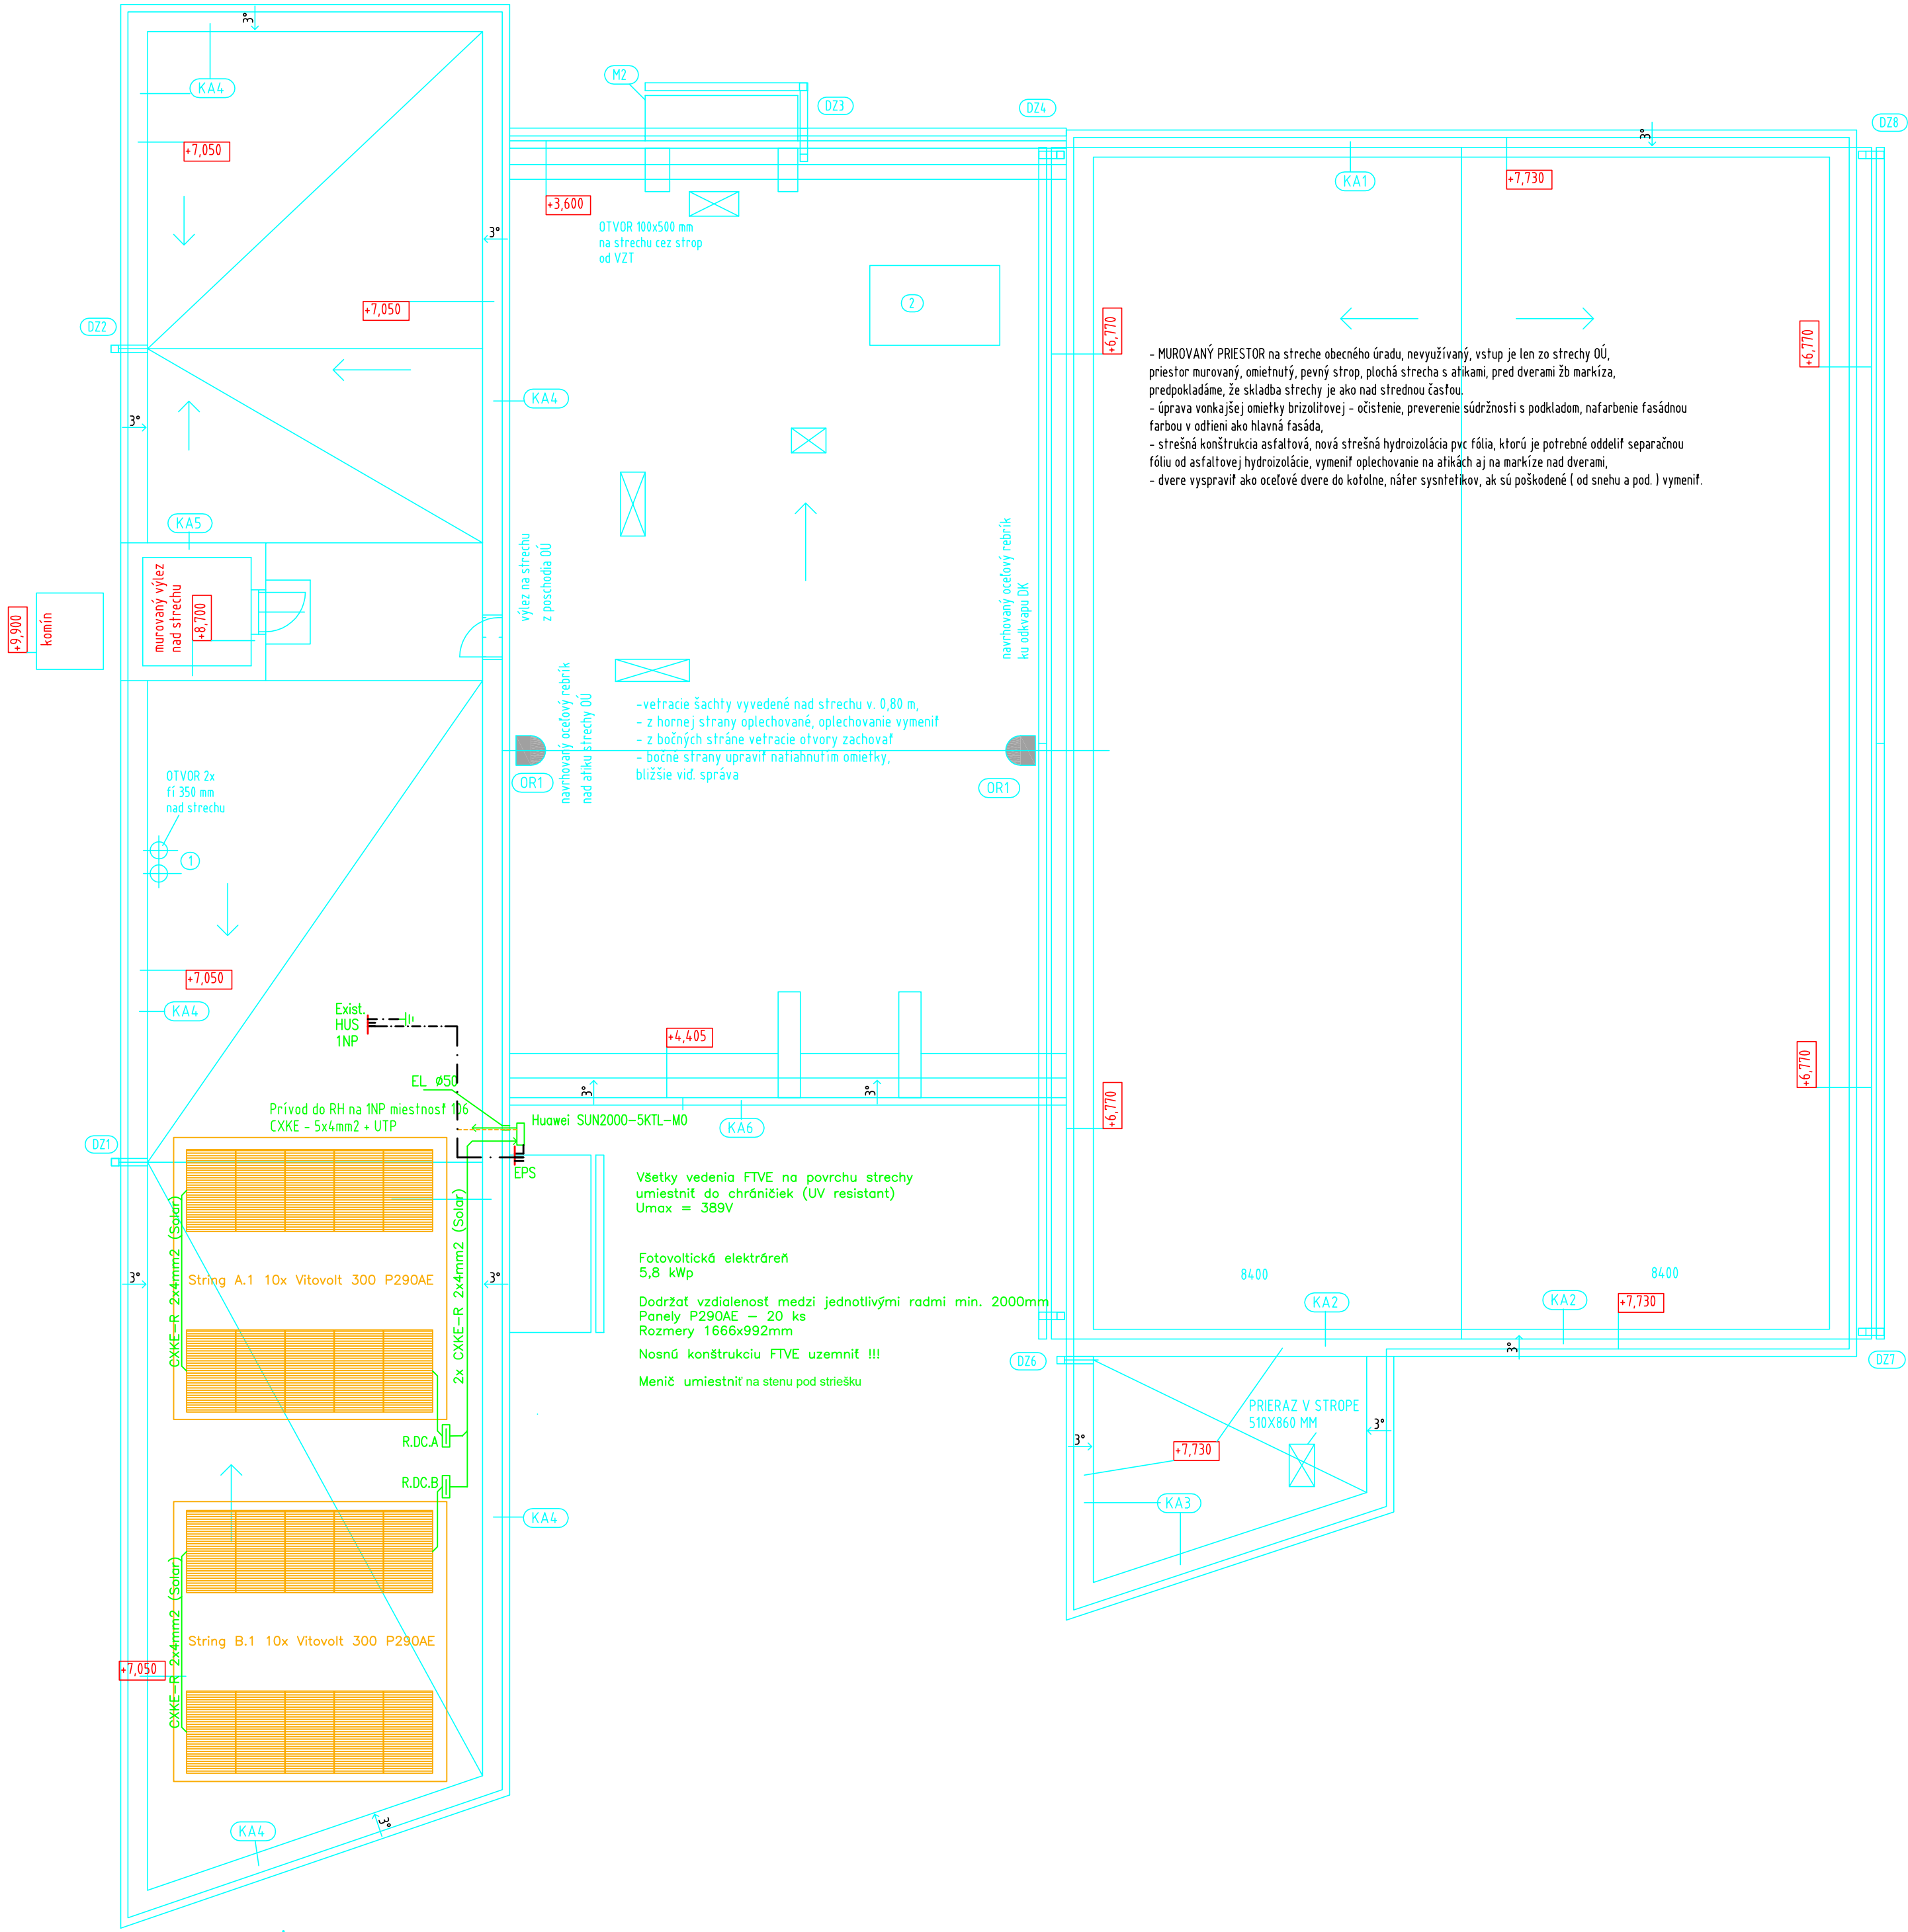 3°
KA4
M2
DZ3
DZ4
DZ8
3°
+7,050
KA1
+7,730
+3,600
OTVOR 100x500 mm
na strechu cez strop
od VZT
3°
2
+7,050
DZ2
+6,770
+6,770
- MUROVANÝ PRIESTOR na streche obecného úradu, nevyužívaný, vstup je len zo strechy OÚ,
priestor murovaný, omietnutý, pevný strop, plochá strecha s atikami, pred dverami žb markíza,
predpokladáme, že skladba strechy je ako nad strednou časťou.
- úprava vonkajšej omietky brizolitovej - očistenie, preverenie súdržnosti s podkladom, nafarbenie fasádnou
farbou v odtieni ako hlavná fasáda,
- strešná konštrukcia asfaltová, nová strešná hydroizolácia pvc fólia, ktorú je potrebné oddeliť separačnou
fóliu od asfaltovej hydroizolácie, vymeniť oplechovanie na atikách aj na markíze nad dverami,
- dvere vyspraviť ako oceľové dvere do kotolne, náter sysntetikov, ak sú poškodené ( od snehu a pod. ) vymeniť.
KA4
3°
KA5
výlez na strechu
z poschodia OÚ
navrhovaný oceľový rebrík
ku odkvapu DK
murovaný výlez
nad strechu
+8,700
+9,900
komín
navrhovaný oceľový rebrík
nad atiku strechy OÚ
-vetracie šachty vyvedené nad strechu v. 0,80 m,
- z hornej strany oplechované, oplechovanie vymeniť
- z bočných stráne vetracie otvory zachovať
- bočné strany upraviť natiahnutím omietky,
bližšie viď. správa
OR1
OR1
OTVOR 2x
fí 350 mm
nad strechu
1
+7,050
KA4
Exist.
HUS
1NP
+4,405
+6,770
EL ø50
3°
3°
+6,770
Prívod do RH na 1NP miestnosť 106
CXKE - 5x4mm2 + UTP
Huawei SUN2000-5KTL-M0
KA6
DZ1
EPS
Všetky vedenia FTVE na povrchu strechy
umiestniť do chráničiek (UV resistant)
Umax = 389V
CXKE-R 2x4mm2 (Solar)
2x CXKE-R 2x4mm2 (Solar)
Fotovoltická elektráreň
5,8 kWp
3°
String A.1 10x Vitovolt 300 P290AE
3°
8400
8400
Dodržať vzdialenosť medzi jednotlivými radmi min. 2000mm
Panely P290AE - 20 ks
Rozmery 1666x992mm
KA2
KA2
+7,730
Nosnú konštrukciu FTVE uzemniť !!!
3°
DZ6
DZ7
Menič umiestniť na stenu pod striešku
PRIERAZ V STROPE
510X860 MM
3°
3°
R.DC.A
+7,730
R.DC.B
KA3
KA4
CXKE-R 2x4mm2 (Solar)
String B.1 10x Vitovolt 300 P290AE
+7,050
3°
KA4